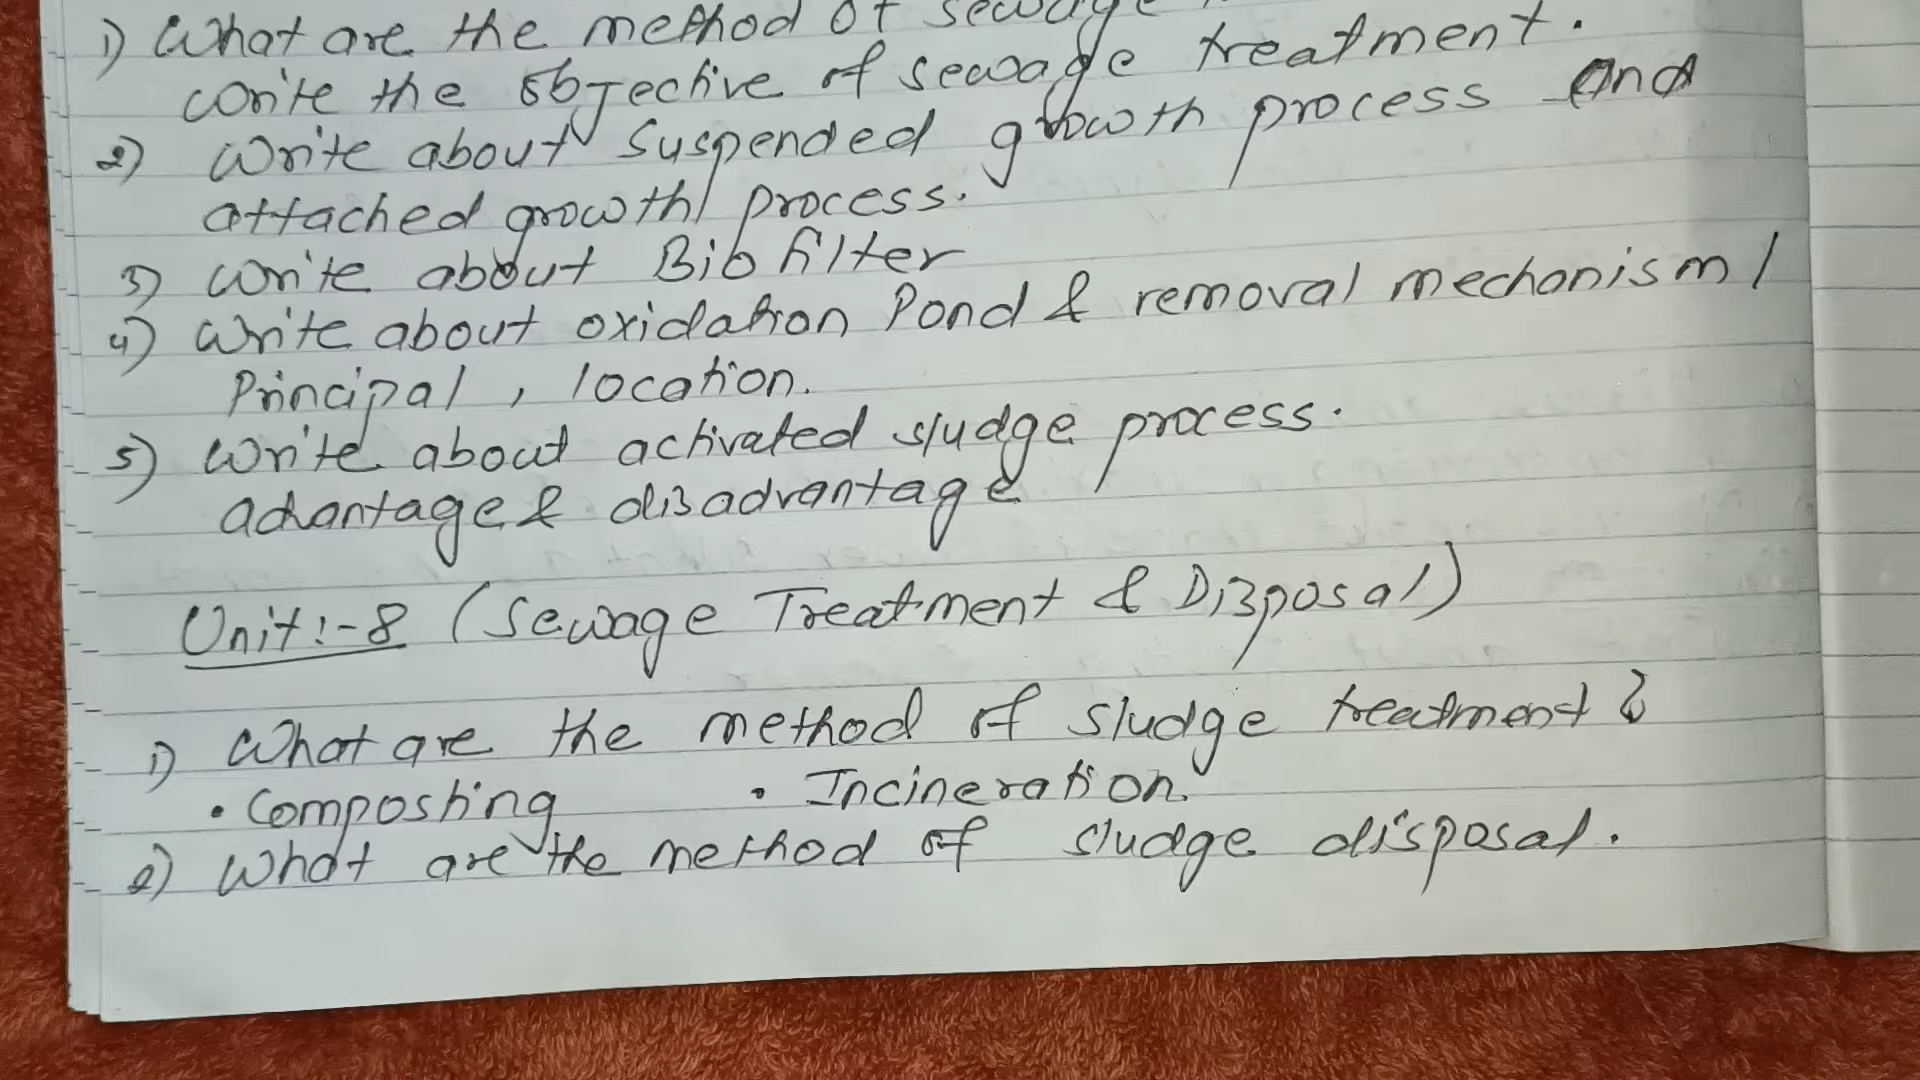 1) What are the method of sewage
write the objective of sewage treatment.
2) write about suspended growth process and
attached growth process.
3) write about Bio filter
4) write about oxidation Pond & removal mechanism /
Principal, location.
5) write about activated sludge process.
advantage & disadvantage
Unit:-8 (Sewage Treatment & Disposal)
1) What are the method of sludge treatment?
• Composting • Incineration.
2) What are the method of sludge disposal.